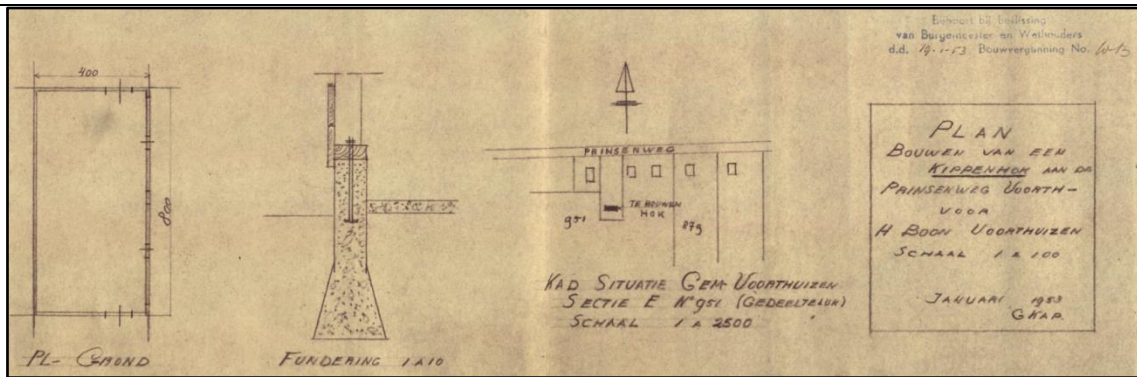 400
800
PL- GROND
FUNDERING 1 A 10
PRINSENWEG
TE BOUWEN
HOK
951
879
KAD SITUATIE GEM- VOORTHUIZEN
SECTIE E Nº 951 (GEDEELTELIJK)
SCHAAL 1 A 2500
Behoort bij beslissing
van Burgemeester en Wethouders
d.d. 19-1-53 Bouwvergunning No.
PLAN
BOUWEN VAN EEN
KIPPENHOK AAN DE
PRINSENWEG VOORTH-
VOOR
H BOON VOORTHUIZEN
SCHAAL 1 A 100
JANUARI 1953
G KAP.